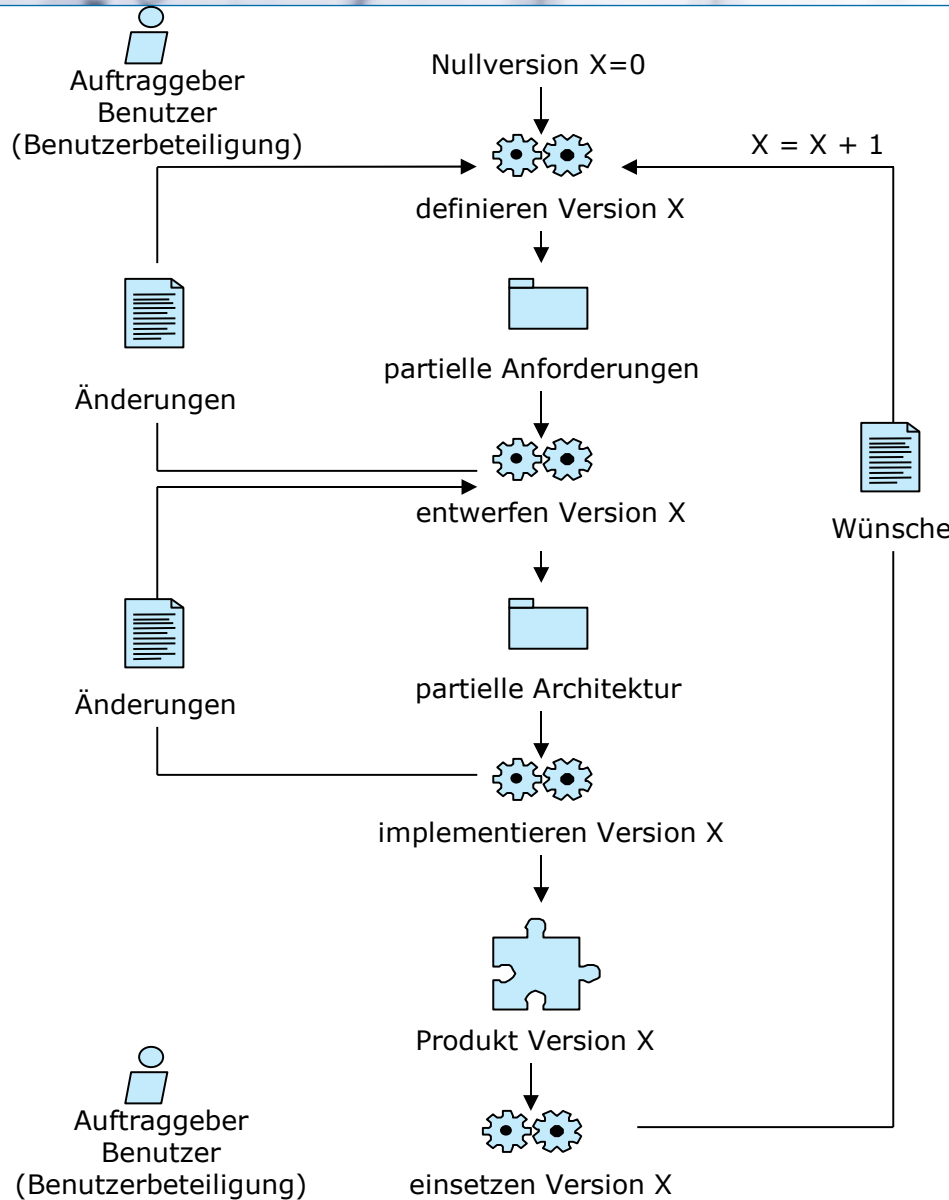 Auftraggeber
Benutzer
(Benutzerbeteiligung)
Nullversion X=0
X = X + 1
definieren Version X
partielle Anforderungen
Änderungen
entwerfen Version X
Wünsche
partielle Architektur
Änderungen
implementieren Version X
Produkt Version X
Auftraggeber
Benutzer
(Benutzerbeteiligung)
einsetzen Version X